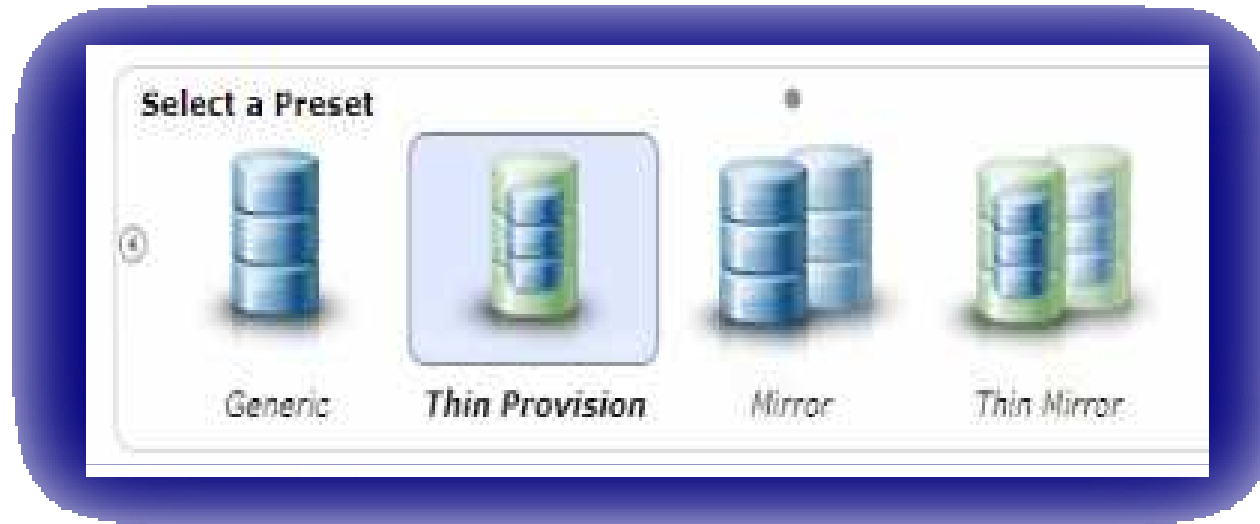 Select a Preset
Generic
Thin Provision
Mirror
Thin Mirror